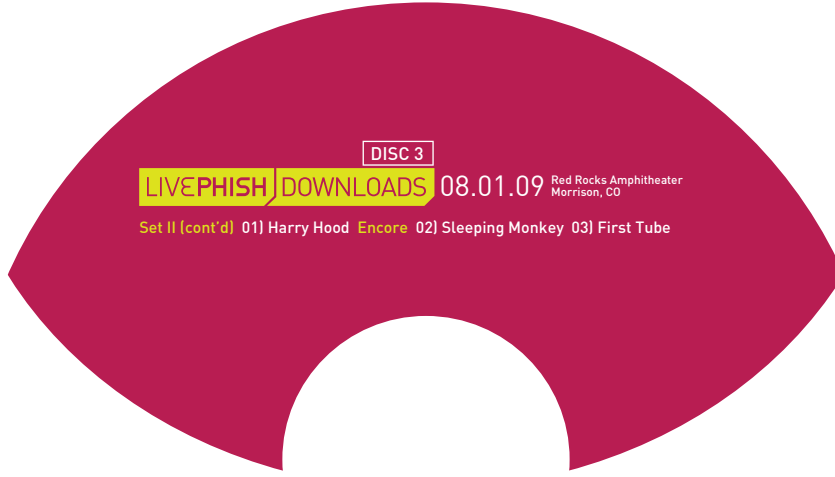 DISC 3
LIVEPHISH DOWNLOADS 08.01.09 Red Rocks Amphitheater
Morrison, CO
Set II (cont'd) 01) Harry Hood Encore 02) Sleeping Monkey 03) First Tube